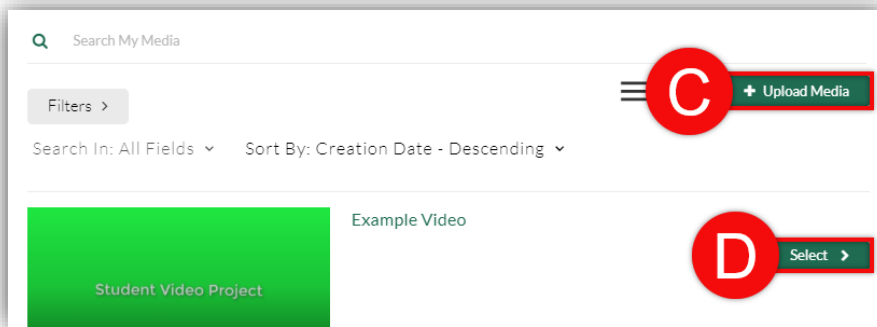 Search My Media
C + Upload Media
Filters >
Search In: All Fields Sort By: Creation Date - Descending
Example Video
D Select >
Student Video Project